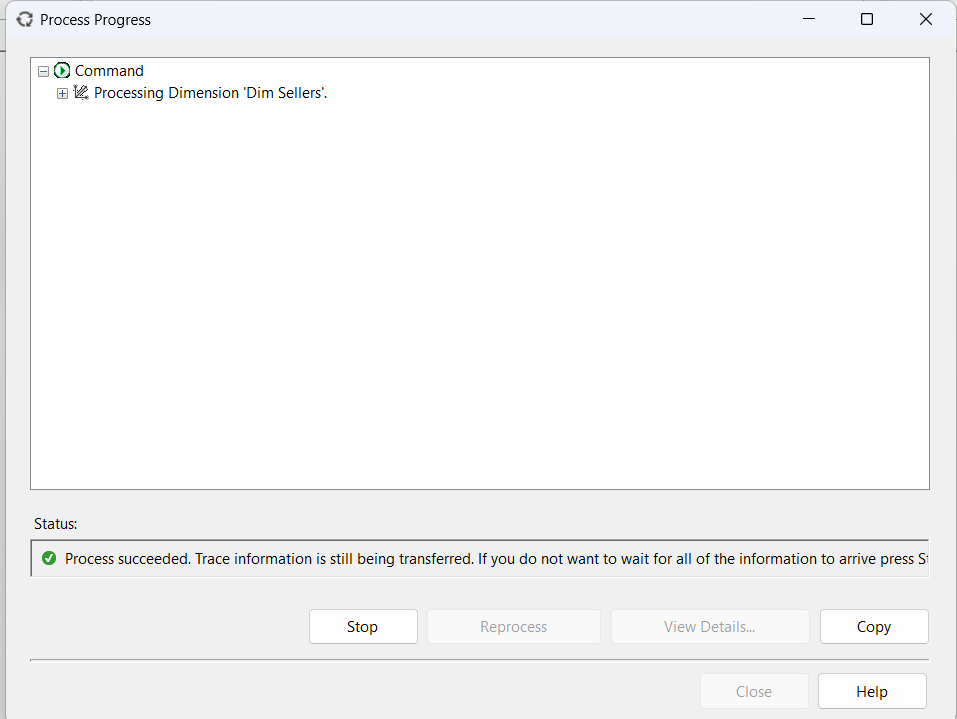 Process Progress
Command
Processing Dimension 'Dim Sellers'.
Status:
Process succeeded. Trace information is still being transferred. If you do not want to wait for all of the information to arrive press
Stop
Reprocess
View Details...
Copy
Close
Help